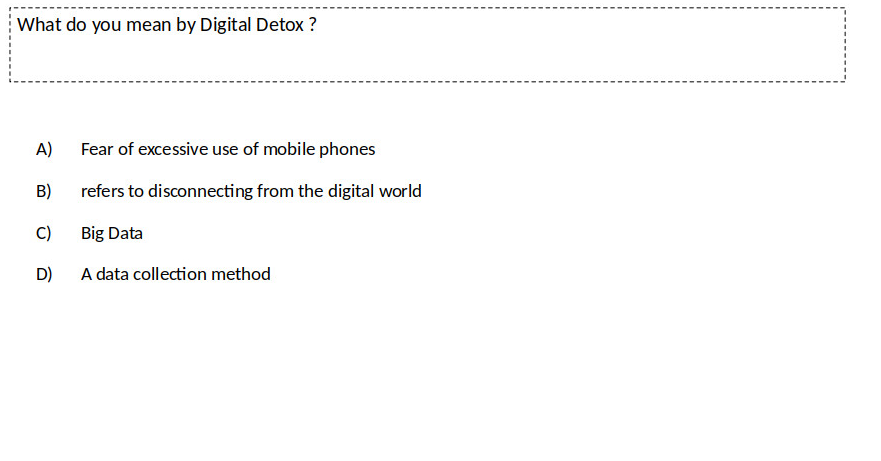 What do you mean by Digital Detox ?
A) Fear of excessive use of mobile phones
B) refers to disconnecting from the digital world
C) Big Data
D) A data collection method